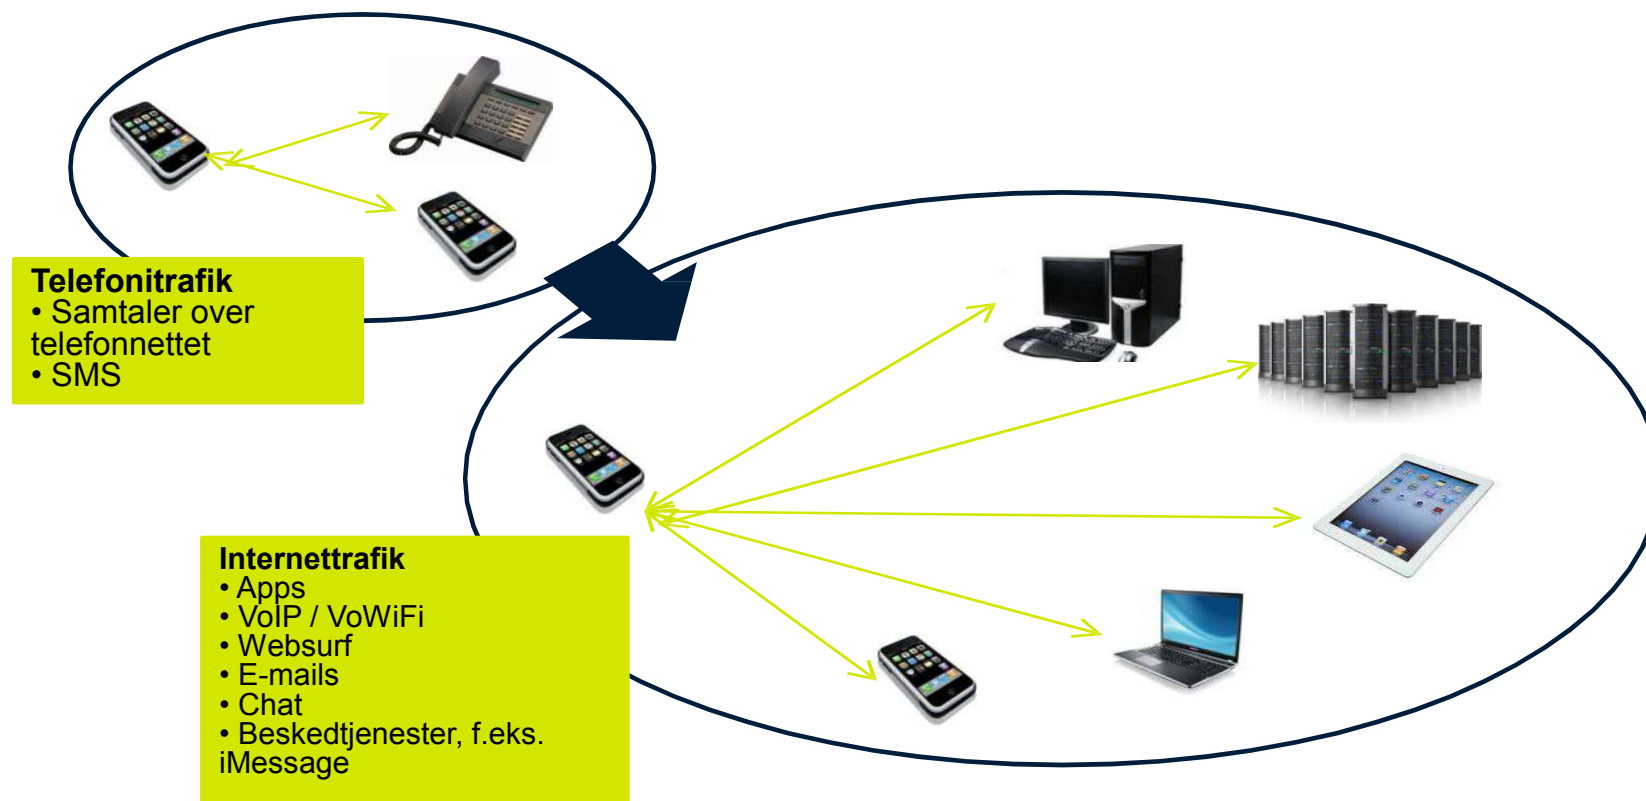 Telefonitrafik
• Samtaler over
telefonnettet
• SMS
Internettrafik
• Apps
• VoIP / VoWiFi
• Websurf
• E-mails
• Chat
• Beskedtjenester, f.eks.
iMessage